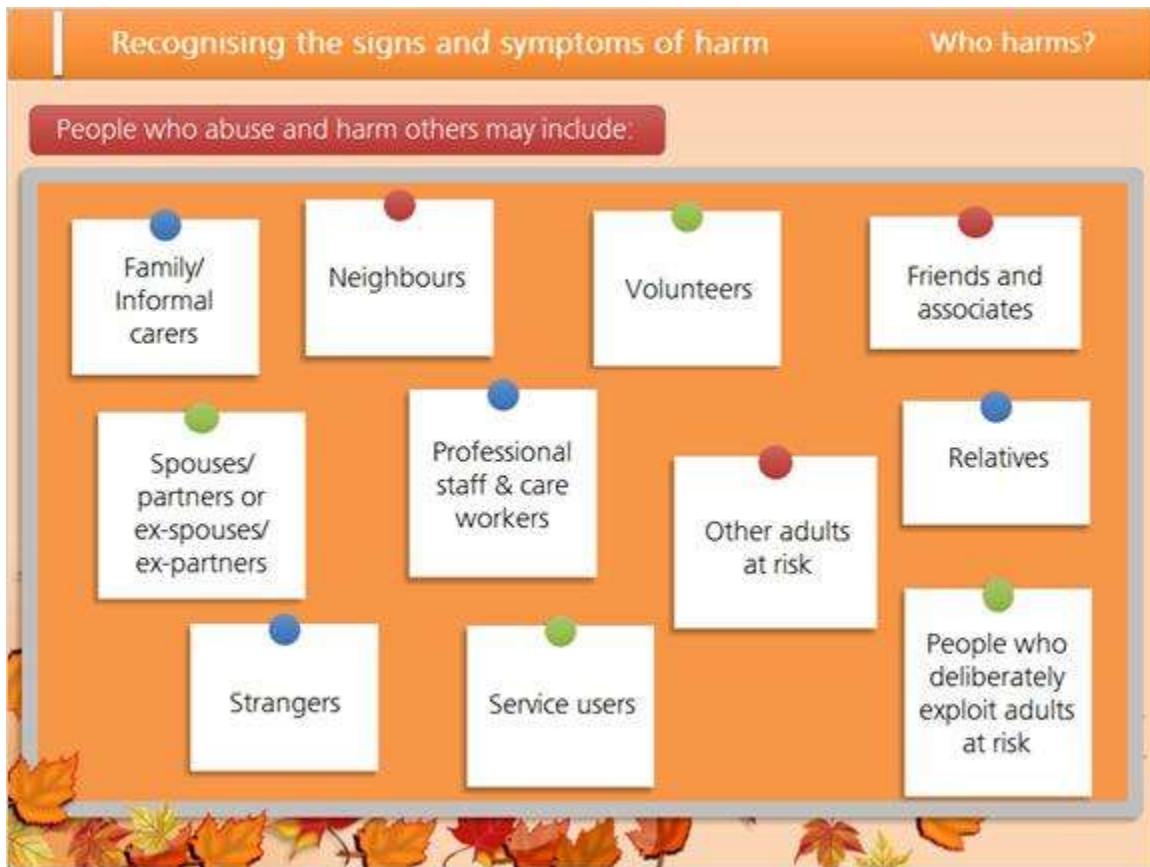 Recognising the signs and symptoms of harm
Who harms?
People who abuse and harm others may include:
Family/
Informal
carers
Neighbours
Volunteers
Friends and
associates
Spouses/
partners or
ex-spouses/
ex-partners
Professional
staff & care
workers
Other adults
at risk
Relatives
Strangers
Service users
People who
deliberately
exploit adults
at risk